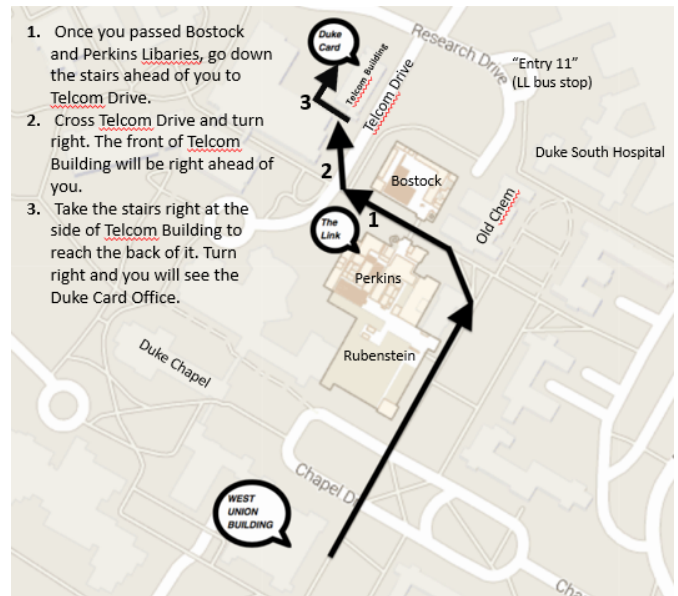 1. Once you passed Bostock
and Perkins Libaries, go down
the stairs ahead of you to
Telcom Drive.
2. Cross Telcom Drive and turn
right. The front of Telcom
Building will be right ahead of
you.
3. Take the stairs right at the
side of Telcom Building to
reach the back of it. Turn
right and you will see the
Duke Card Office.
Duke
Card
Research Drive
"Entry 11"
(LL bus stop)
Telcom Building
Telcom Drive
3
Duke South Hospital
2
Bostock
Old Chem
1
The
Link
Perkins
Rubenstein
Duke Chapel
Chapel D
WEST
UNION
BUILDING
Cha